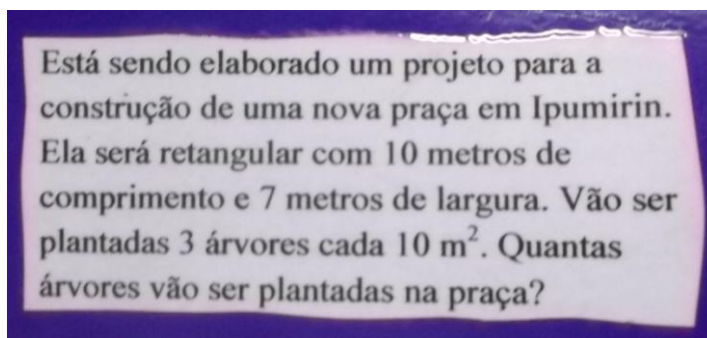 Está sendo elaborado um projeto para a
construção de uma nova praça em Ipumirin.
Ela será retangular com 10 metros de
comprimento e 7 metros de largura. Vão ser
plantadas 3 árvores cada 10 m². Quantas
árvores vão ser plantadas na praça?